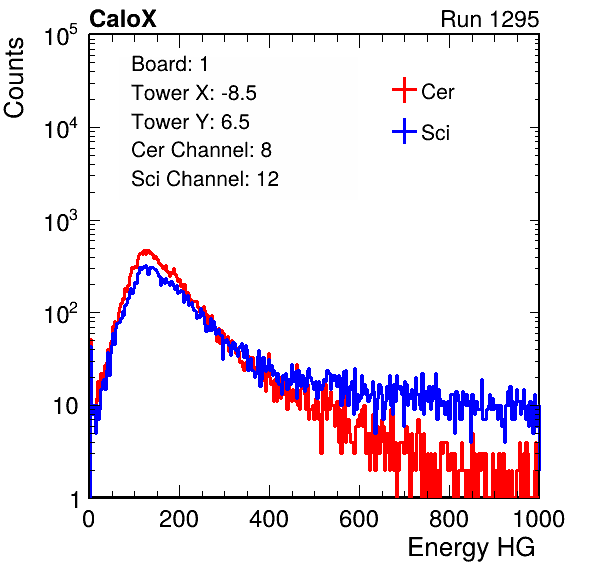 CaloX Run 1295
Counts
10^5
10^4
10^3
10^2
10
1
Board: 1
Tower X: -8.5
Tower Y: 6.5
Cer Channel: 8
Sci Channel: 12
Cer
Sci
0 200 400 600 800 1000
Energy HG